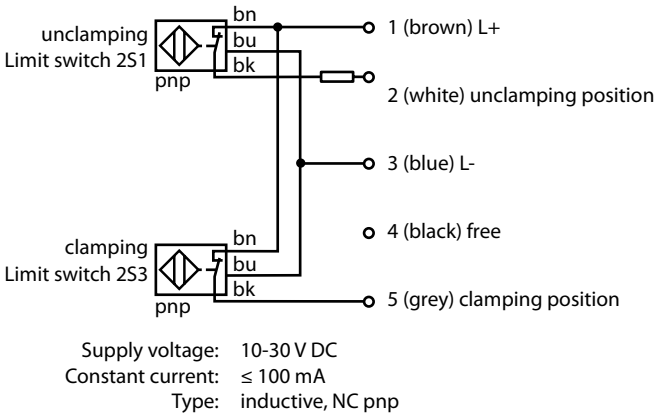 bn
1 (brown) L+
unclamping
Limit switch 2S1
bu
bk
pnp
2 (white) unclamping position
3 (blue) L-
4 (black) free
bn
clamping
Limit switch 2S3
bu
bk
pnp
5 (grey) clamping position
Supply voltage: 10-30 V DC
Constant current: ≤ 100 mA
Type: inductive, NC pnp